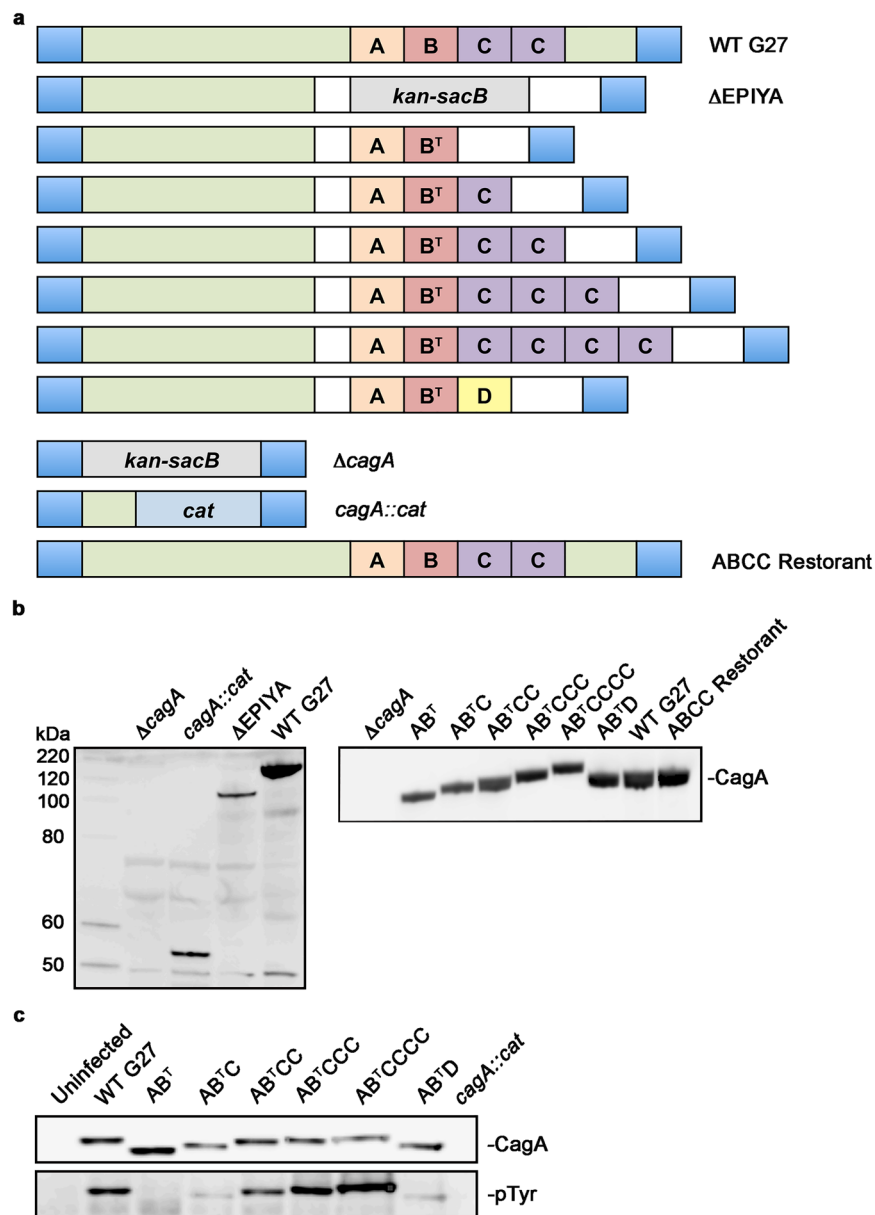 a
A B C C WT G27
kan-sacB ΔEPIYA
A Bᵀ
A Bᵀ C
A Bᵀ C C
A Bᵀ C C C
A Bᵀ C C C C
A Bᵀ D
kan-sacB ΔcagA
cat cagA::cat
A B C C ABCC Restorant
b
kDa ΔcagA cagA::cat ΔEPIYA WT G27
220
120
100
80
60
50
ΔcagA ABᵀ ABᵀC ABᵀCC ABᵀCCC ABᵀCCCC ABᵀD WT G27 ABCC Restorant
-CagA
c
Uninfected WT G27 ABᵀ ABᵀC ABᵀCC ABᵀCCC ABᵀCCCC ABᵀD cagA::cat
-CagA
-pTyr